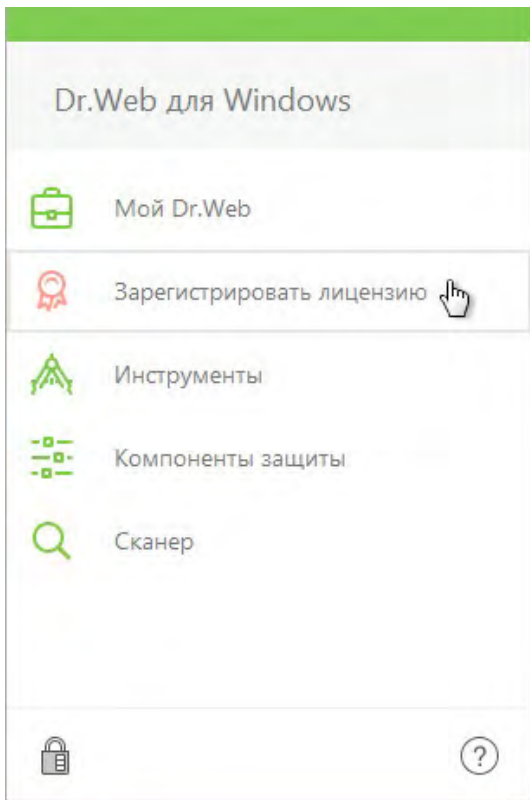 Dr.Web для Windows
Мой Dr.Web
Зарегистрировать лицензию
Инструменты
Компоненты защиты
Сканер
?